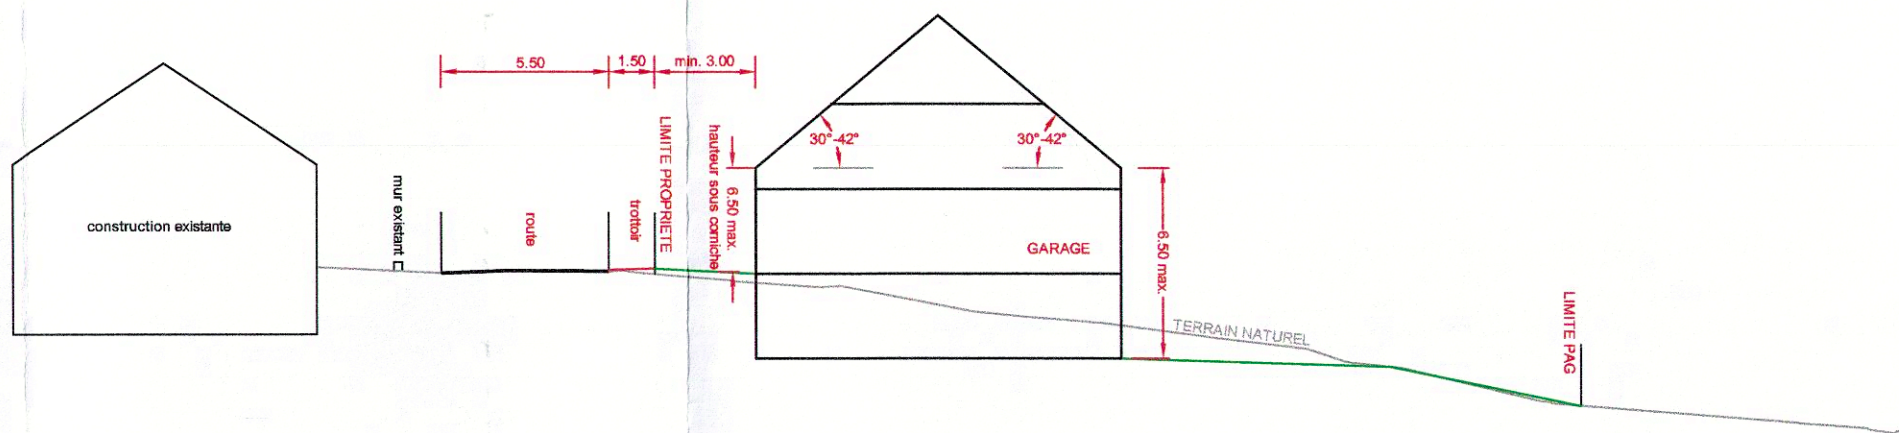 5.50
1.50
min. 3.00
LIMITE PROPRIETE
hauteur sous corniche
6.50 max.
30°-42°
30°-42°
construction existante
mur existant
route
trottoir
GARAGE
6.50 max.
TERRAIN NATUREL
LIMITE PAG